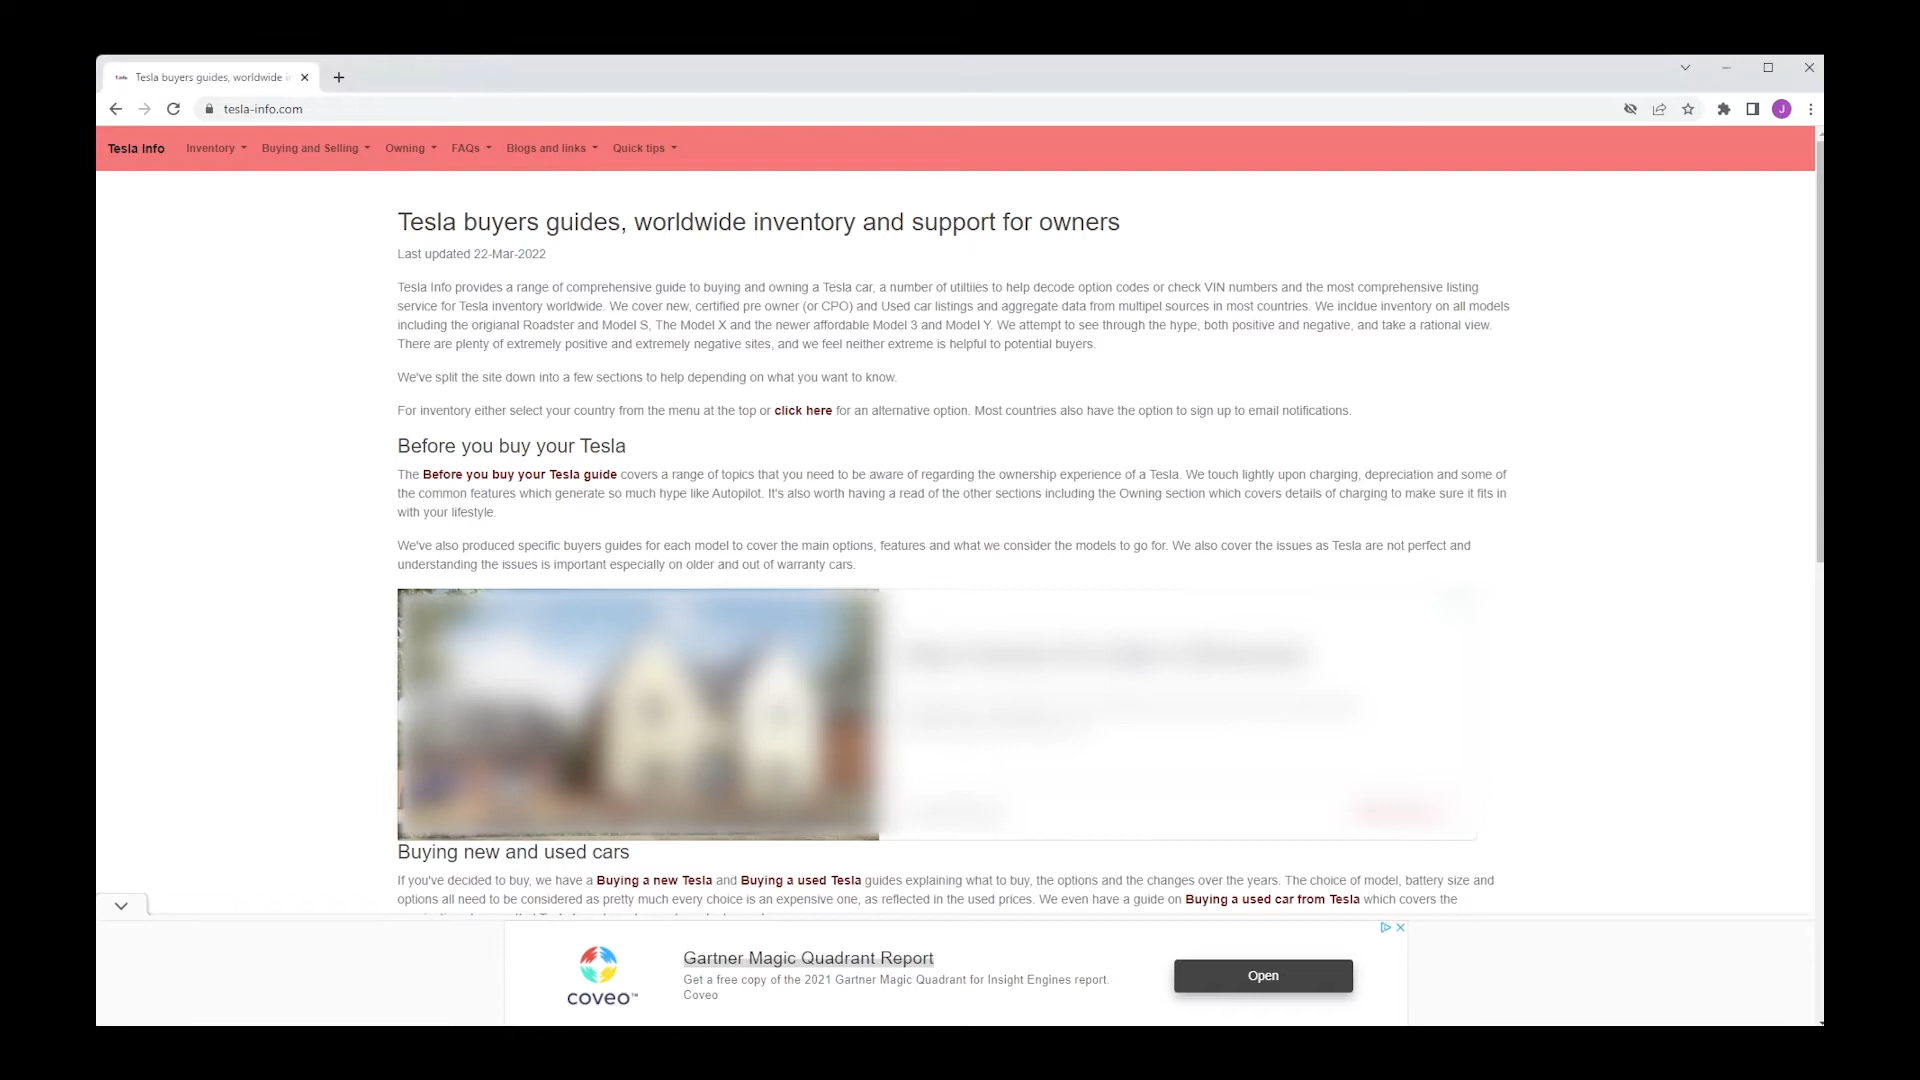 Tesla buyers guides, worldwide in
tesla-info.com
J
Tesla Info Inventory Buying and Selling Owning FAQs Blogs and links Quick tips
Tesla buyers guides, worldwide inventory and support for owners
Last updated 22-Mar-2022
Tesla Info provides a range of comprehensive guide to buying and owning a Tesla car, a number of utiltiies to help decode option codes or check VIN numbers and the most comprehensive listing
service for Tesla inventory worldwide. We cover new, certified pre owner (or CPO) and Used car listings and aggregate data from multipel sources in most countries. We incldue inventory on all models
including the origianal Roadster and Model S, The Model X and the newer affordable Model 3 and Model Y. We attempt to see through the hype, both positive and negative, and take a rational view.
There are plenty of extremely positive and extremely negative sites, and we feel neither extreme is helpful to potential buyers.
We've split the site down into a few sections to help depending on what you want to know.
For inventory either select your country from the menu at the top or click here for an alternative option. Most countries also have the option to sign up to email notifications.
Before you buy your Tesla
The Before you buy your Tesla guide covers a range of topics that you need to be aware of regarding the ownership experience of a Tesla. We touch lightly upon charging, depreciation and some of
the common features which generate so much hype like Autopilot. It's also worth having a read of the other sections including the Owning section which covers details of charging to make sure it fits in
with your lifestyle.
We've also produced specific buyers guides for each model to cover the main options, features and what we consider the models to go for. We also cover the issues as Tesla are not perfect and
understanding the issues is important especially on older and out of warranty cars.
Buying new and used cars
If you've decided to buy, we have a Buying a new Tesla and Buying a used Tesla guides explaining what to buy, the options and the changes over the years. The choice of model, battery size and
options all need to be considered as pretty much every choice is an expensive one, as reflected in the used prices. We even have a guide on Buying a used car from Tesla which covers the
coveo™
Gartner Magic Quadrant Report
Get a free copy of the 2021 Gartner Magic Quadrant for Insight Engines report.
Coveo
Open